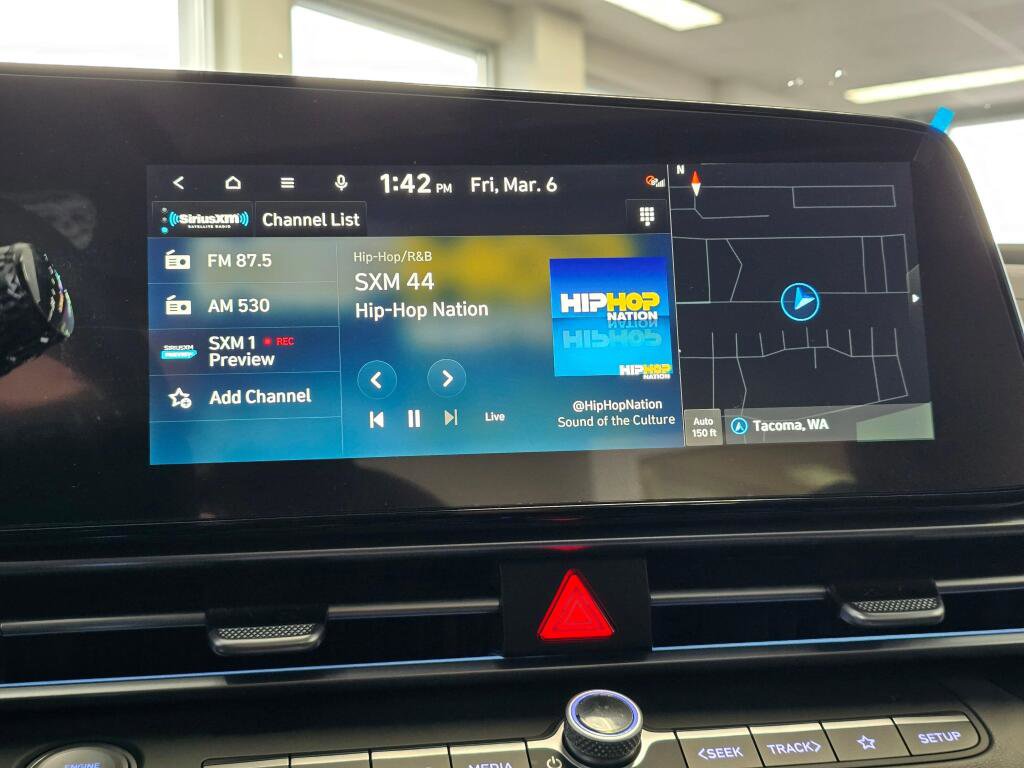 1:42 PM Fri, Mar. 6
N
SiriusXM
SATELLITE RADIO
Channel List
FM 87.5
AM 530
SIRIUSXM
PREVIEW
SXM 1 REC
Preview
Add Channel
Hip-Hop/R&B
SXM 44
Hip-Hop Nation
Live
HIPHOP
NATION
HIPHOP
NATION
@HipHopNation
Sound of the Culture
Auto
150 ft
Tacoma, WA
ENGINE
MEDIA
<SEEK
TRACK>
SETUP